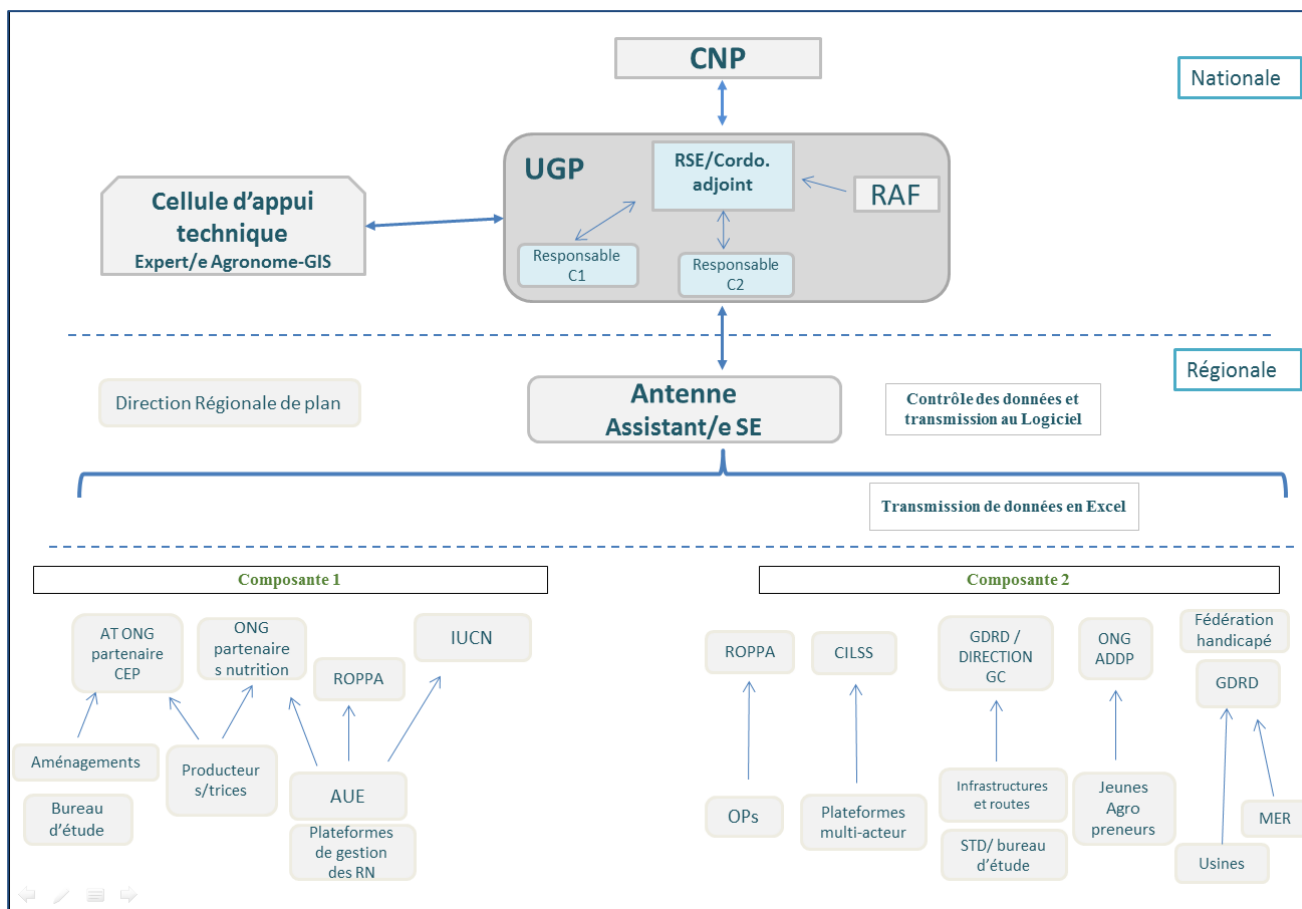 CNP
Nationale
UGP
RSE/Cordo.
adjoint
RAF
Cellule d’appui
technique
Expert/e Agronome-GIS
Responsable
C1
Responsable
C2
Régionale
Direction Régionale de plan
Antenne
Assistant/e SE
Contrôle des données et
transmission au Logiciel
Transmission de données en Excel
Composante 1
Composante 2
AT ONG
partenaire
CEP
ONG
partenaire
s nutrition
ROPPA
IUCN
Aménagements
Bureau
d’étude
Producteur
s/trices
AUE
Plateformes
de gestion
des RN
ROPPA
CILSS
GDRD /
DIRECTION
GC
ONG
ADDP
Fédération
handicapé
GDRD
OPs
Plateformes
multi-acteur
Infrastructures
et routes
STD/ bureau
d’étude
Jeunes
Agro
preneurs
MER
Usines